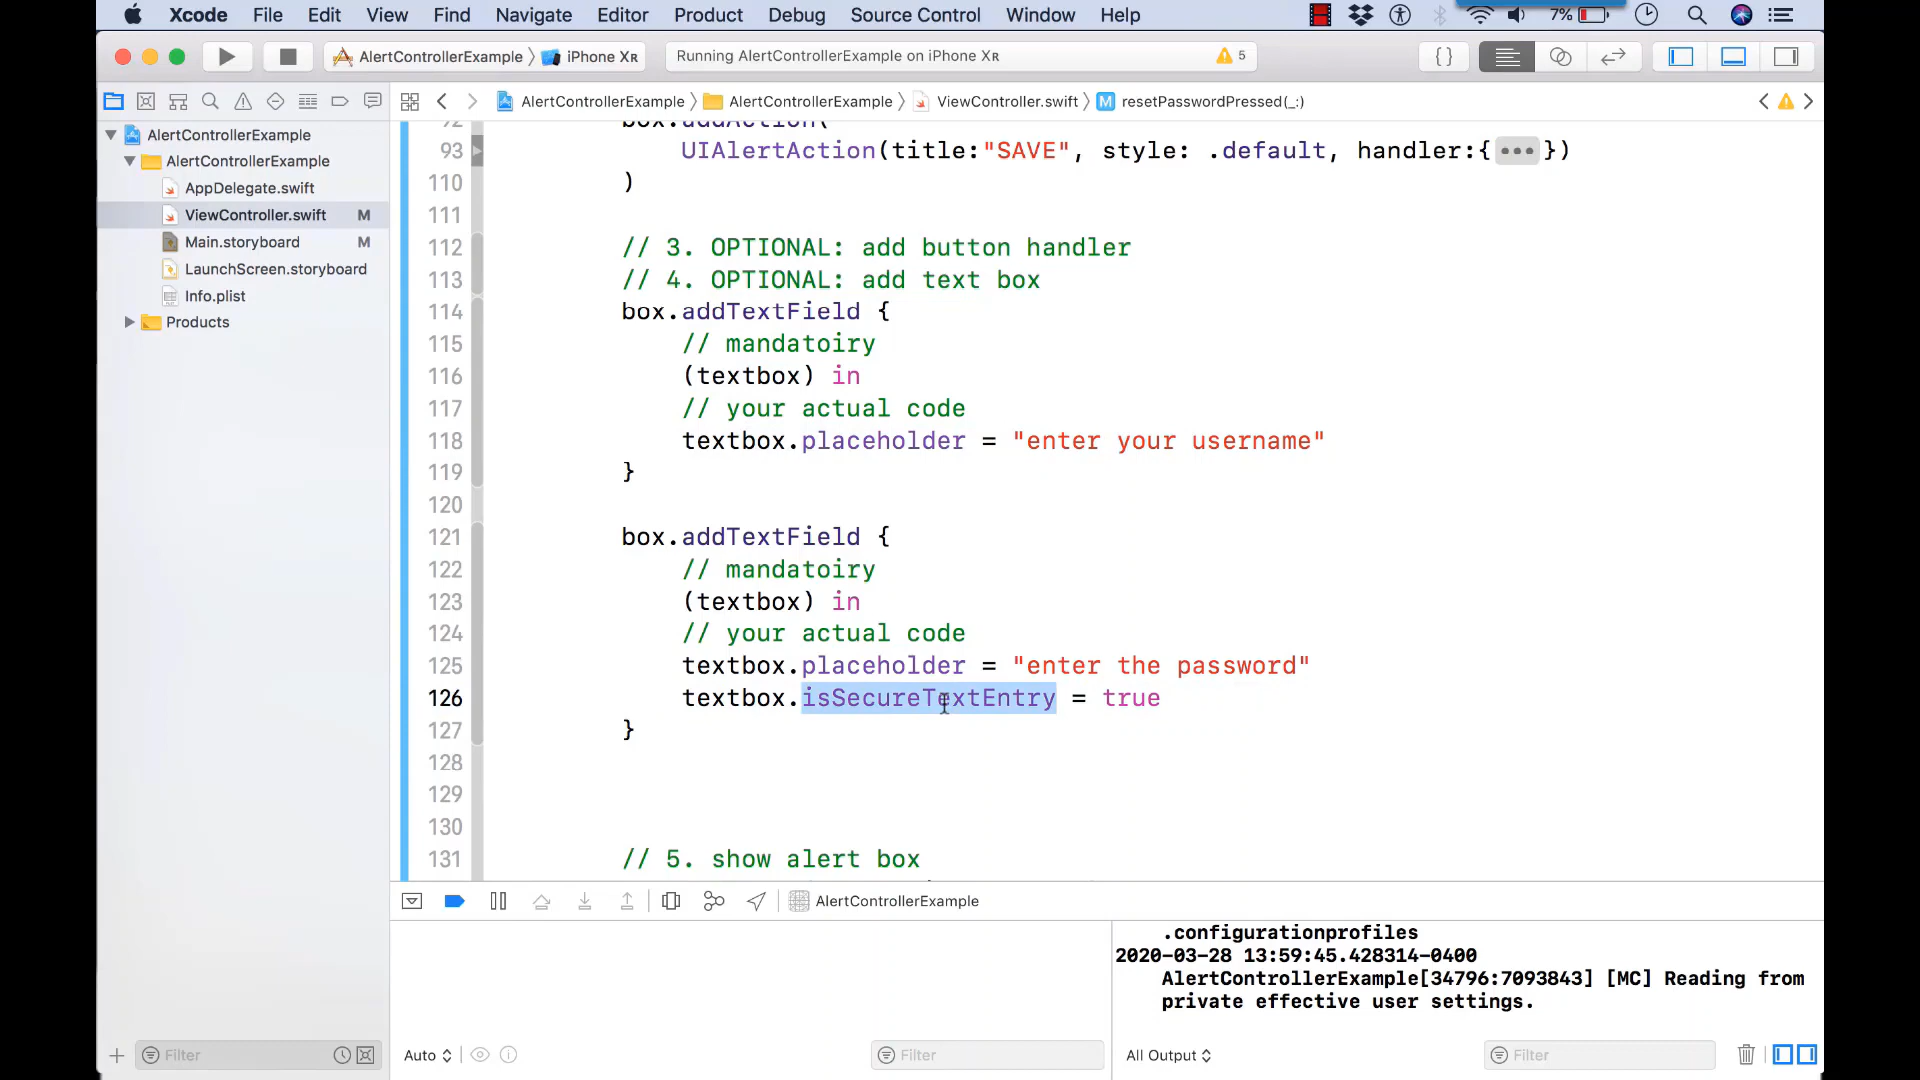 Xcode File Edit View Find Navigate Editor Product Debug Source Control Window Help 7%
AlertControllerExample iPhone XR Running AlertControllerExample on iPhone XR 5
AlertControllerExample AlertControllerExample ViewController.swift M resetPasswordPressed(_:)
AlertControllerExample
AlertControllerExample
AppDelegate.swift
ViewController.swift M
Main.storyboard M
LaunchScreen.storyboard
Info.plist
Products
92 box.addAction(
93 UIAlertAction(title:"SAVE", style: .default, handler:{•••})
110 )
111
112 // 3. OPTIONAL: add button handler
113 // 4. OPTIONAL: add text box
114 box.addTextField {
115 // mandatoiry
116 (textbox) in
117 // your actual code
118 textbox.placeholder = "enter your username"
119 }
120
121 box.addTextField {
122 // mandatoiry
123 (textbox) in
124 // your actual code
125 textbox.placeholder = "enter the password"
126 textbox.isSecureTextEntry = true
127 }
128
129
130
131 // 5. show alert box
AlertControllerExample
.configurationprofiles
2020-03-28 13:59:45.428314-0400
AlertControllerExample[34796:7093843] [MC] Reading from
private effective user settings.
Filter Auto Filter All Output Filter